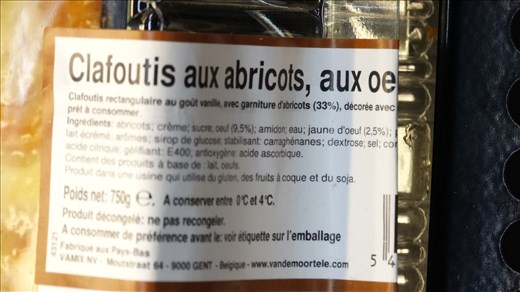 Clafoutis aux abricots, aux oe
Clafoutis rectangulaire au goût vanille, avec garniture d'abricots (33%), décorée avec
prêt à consommer
Ingrédients: abricots; crème; sucre; oeuf (9,5%); amidon; eau; jaune d'oeuf (2,5%);
lait écrémé; arômes; sirop de glucose; stabilisant: carraghénanes; dextrose; sel; cor
acide citrique; gélifiant: E400; antioxygène: acide ascorbique.
Contient des produits à base de: lait, oeufs.
Produit dans une usine qui utilise du gluten, des fruits à coque et du soja.
Poids net: 750g e. A conserver entre 0°C et 4°C.
Produit décongelé: ne pas recongeler.
A consommer de préférence avant le: voir étiquette sur l'emballage
Fabriqué aux Pays-Bas
VAMIX NV - Moutstraat 64 - 9000 GENT - Belgique - www.vandemoortele.com
5 4
43121